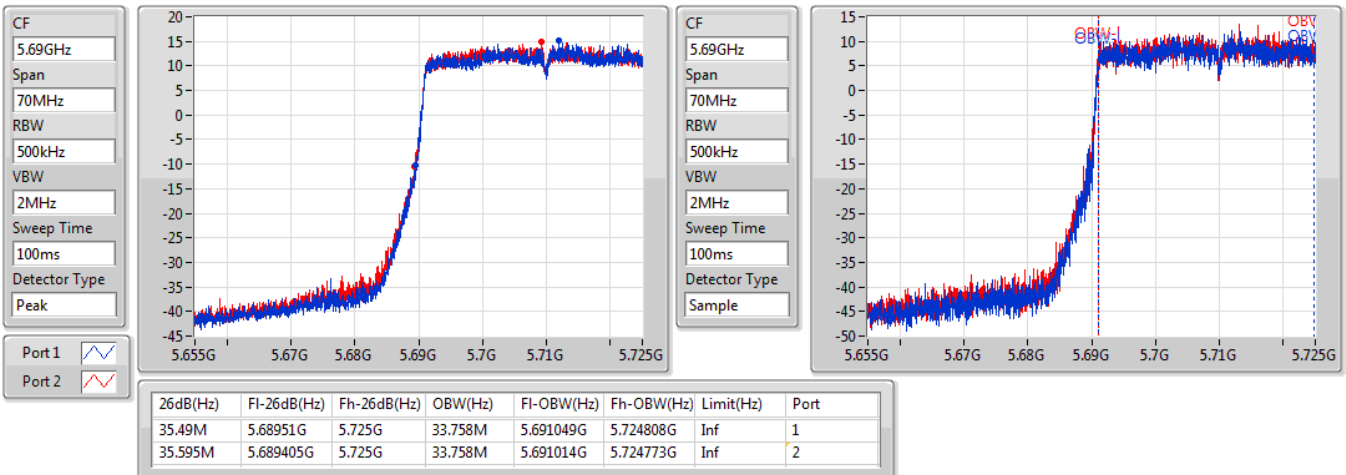 CF
5.69GHz
Span
70MHz
RBW
500kHz
VBW
2MHz
Sweep Time
100ms
Detector Type
Peak
Port 1
Port 2
20
15
10
5
0
-5
-10
-15
-20
-25
-30
-35
-40
-45
5.655G 5.67G 5.68G 5.69G 5.7G 5.71G 5.725G
CF
5.69GHz
Span
70MHz
RBW
500kHz
VBW
2MHz
Sweep Time
100ms
Detector Type
Sample
15
10
5
0
-5
-10
-15
-20
-25
-30
-35
-40
-45
-50
OBW-
OBW-
OBW
OBW
5.655G 5.67G 5.68G 5.69G 5.7G 5.71G 5.725G
26dB(Hz) Fl-26dB(Hz) Fh-26dB(Hz) OBW(Hz) Fl-OBW(Hz) Fh-OBW(Hz) Limit(Hz) Port
35.49M 5.68951G 5.725G 33.758M 5.691049G 5.724808G Inf 1
35.595M 5.689405G 5.725G 33.758M 5.691014G 5.724773G Inf 2